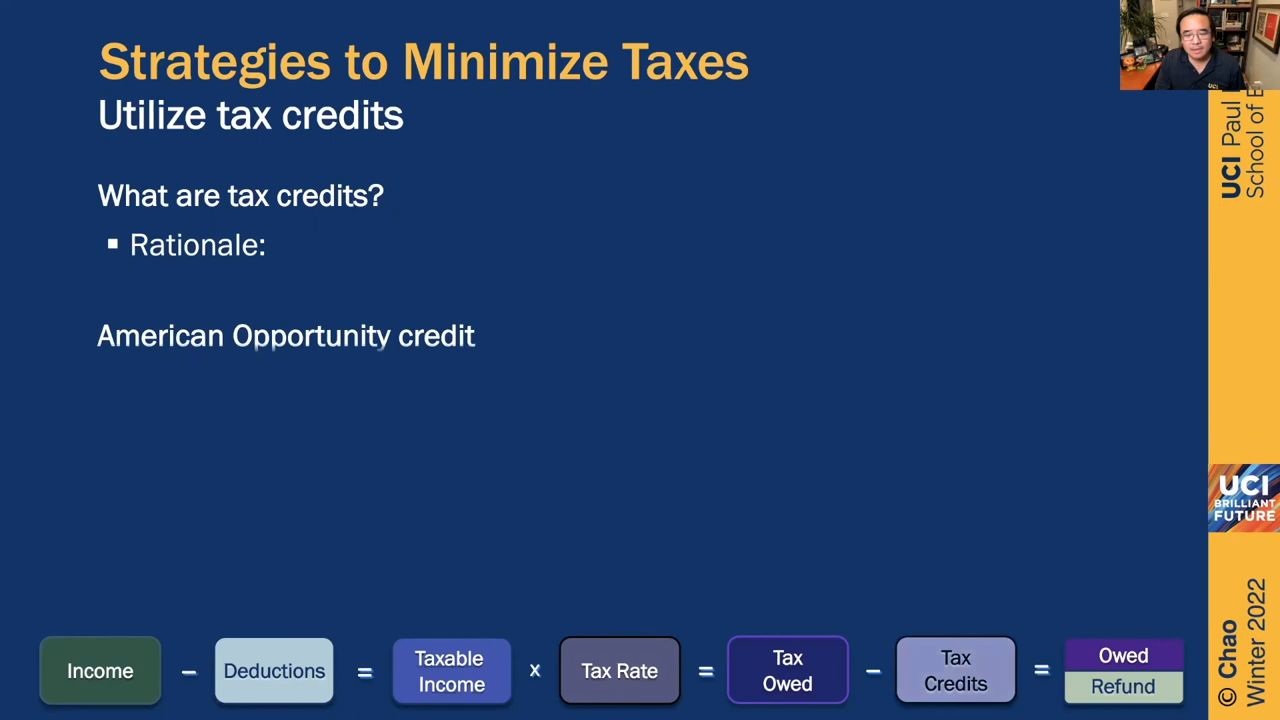 Strategies to Minimize Taxes
Utilize tax credits
What are tax credits?
▪ Rationale:
American Opportunity credit
Income − Deductions = Taxable Income x Tax Rate = Tax Owed − Tax Credits = Owed Refund
UCI Paul
School of
UCI
BRILLIANT
FUTURE
© Chao
Winter 2022